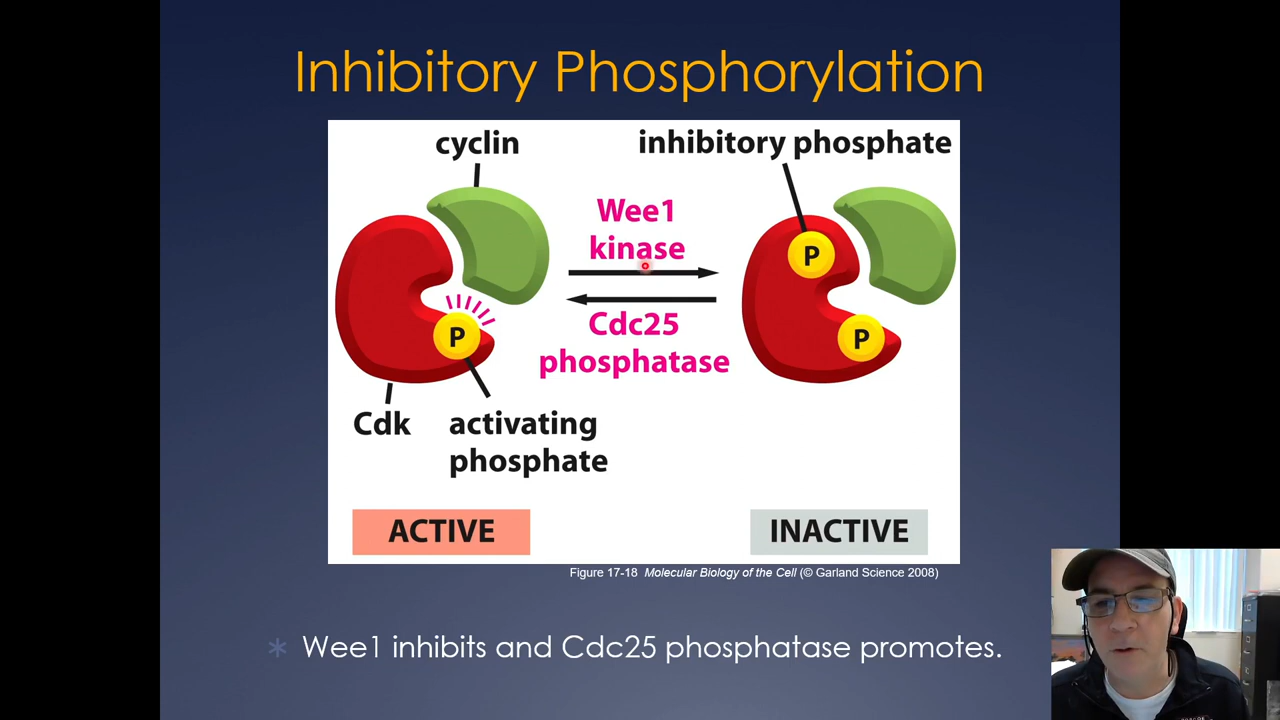 Inhibitory Phosphorylation
cyclin
inhibitory phosphate
Wee1
kinase
P
Cdc25
phosphatase
P
P
Cdk
activating
phosphate
ACTIVE
INACTIVE
Figure 17-18 Molecular Biology of the Cell (© Garland Science 2008)
Wee1 inhibits and Cdc25 phosphatase promotes.